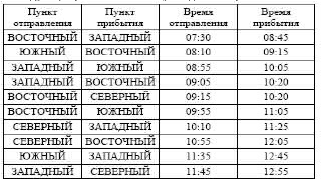 Пункт отправления Пункт прибытия Время отправления Время прибытия
ВОСТОЧНЫЙ ЗАПАДНЫЙ 07:30 08:45
ЮЖНЫЙ ВОСТОЧНЫЙ 08:10 09:15
ЗАПАДНЫЙ ЮЖНЫЙ 08:55 10:05
ЗАПАДНЫЙ ВОСТОЧНЫЙ 09:05 10:20
ВОСТОЧНЫЙ СЕВЕРНЫЙ 09:15 10:20
ВОСТОЧНЫЙ ЮЖНЫЙ 09:55 11:05
СЕВЕРНЫЙ ЗАПАДНЫЙ 10:10 11:25
СЕВЕРНЫЙ ВОСТОЧНЫЙ 10:55 12:05
ЮЖНЫЙ ЗАПАДНЫЙ 11:35 12:45
ЗАПАДНЫЙ СЕВЕРНЫЙ 11:45 12:55